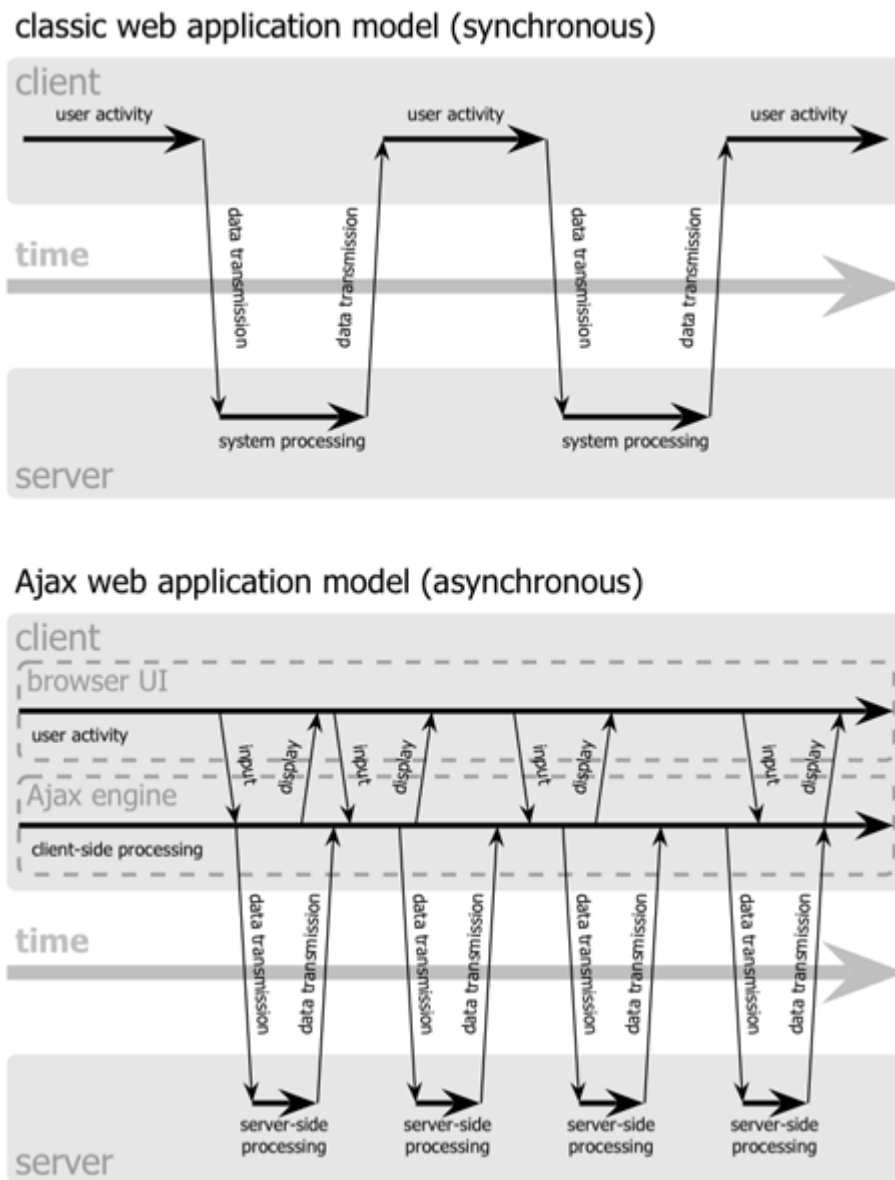 classic web application model (synchronous)
client
user activity
user activity
user activity
data transmission
data transmission
data transmission
data transmission
time
system processing
system processing
server
Ajax web application model (asynchronous)
client
browser UI
user activity
input
display
input
display
input
display
input
display
Ajax engine
client-side processing
data transmission
data transmission
data transmission
data transmission
data transmission
data transmission
data transmission
data transmission
time
server-side
processing
server-side
processing
server-side
processing
server-side
processing
server